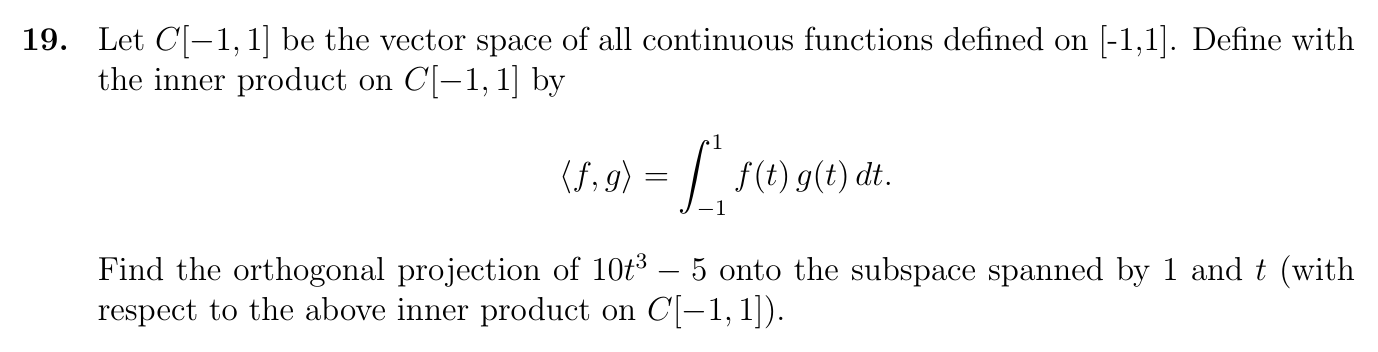 19. Let C[−1, 1] be the vector space of all continuous functions defined on [-1,1]. Define with
the inner product on C[−1, 1] by
⟨f, g⟩ = ∫_{−1}^{1} f(t) g(t) dt.
Find the orthogonal projection of 10t³ − 5 onto the subspace spanned by 1 and t (with
respect to the above inner product on C[−1, 1]).